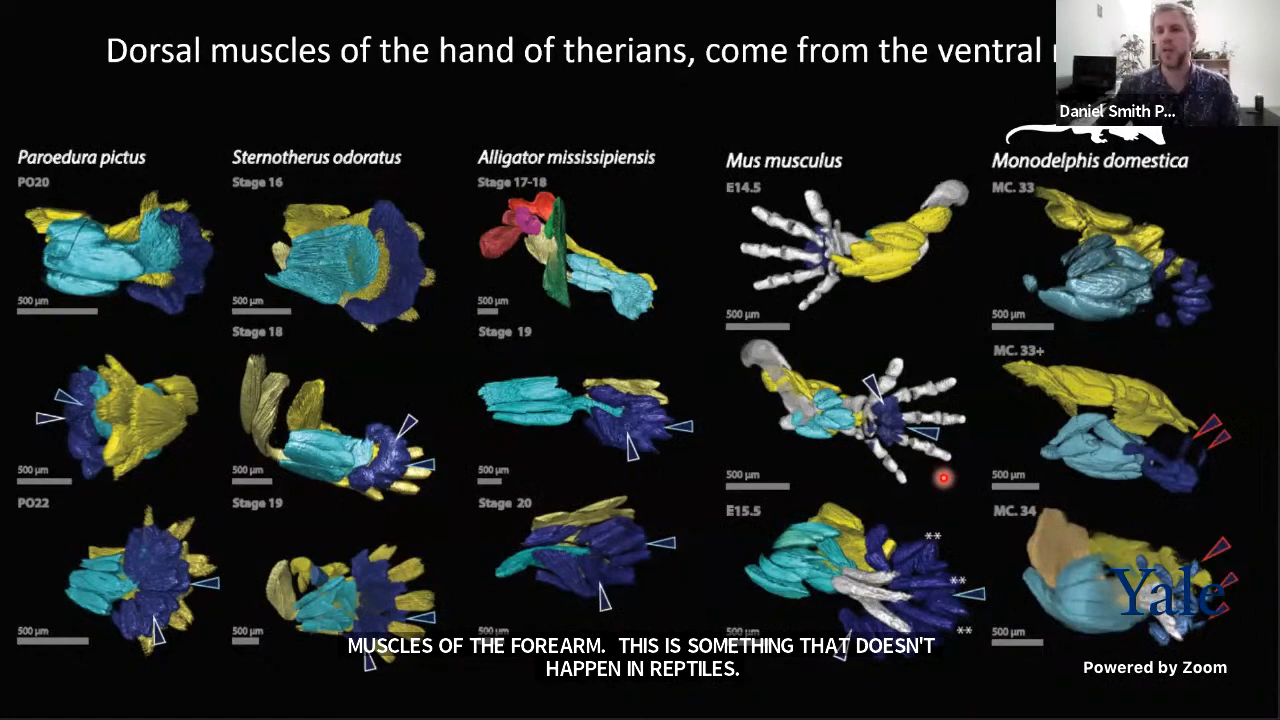 Dorsal muscles of the hand of therians, come from the ventral
Daniel Smith P...
Paroedura pictus
Sternotherus odoratus
Alligator mississipiensis
Mus musculus
Monodelphis domestica
PO20
Stage 16
Stage 17-18
E14.5
MC. 33
500 µm
500 µm
500 µm
500 µm
500 µm
Stage 18
Stage 19
MC. 33+
500 µm
500 µm
500 µm
500 µm
500 µm
PO22
Stage 19
Stage 20
E15.5
MC. 34
**
**
**
Yale
500 µm
500 µm
500 µm
500 µm
500 µm
MUSCLES OF THE FOREARM. THIS IS SOMETHING THAT DOESN'T
HAPPEN IN REPTILES.
Powered by Zoom